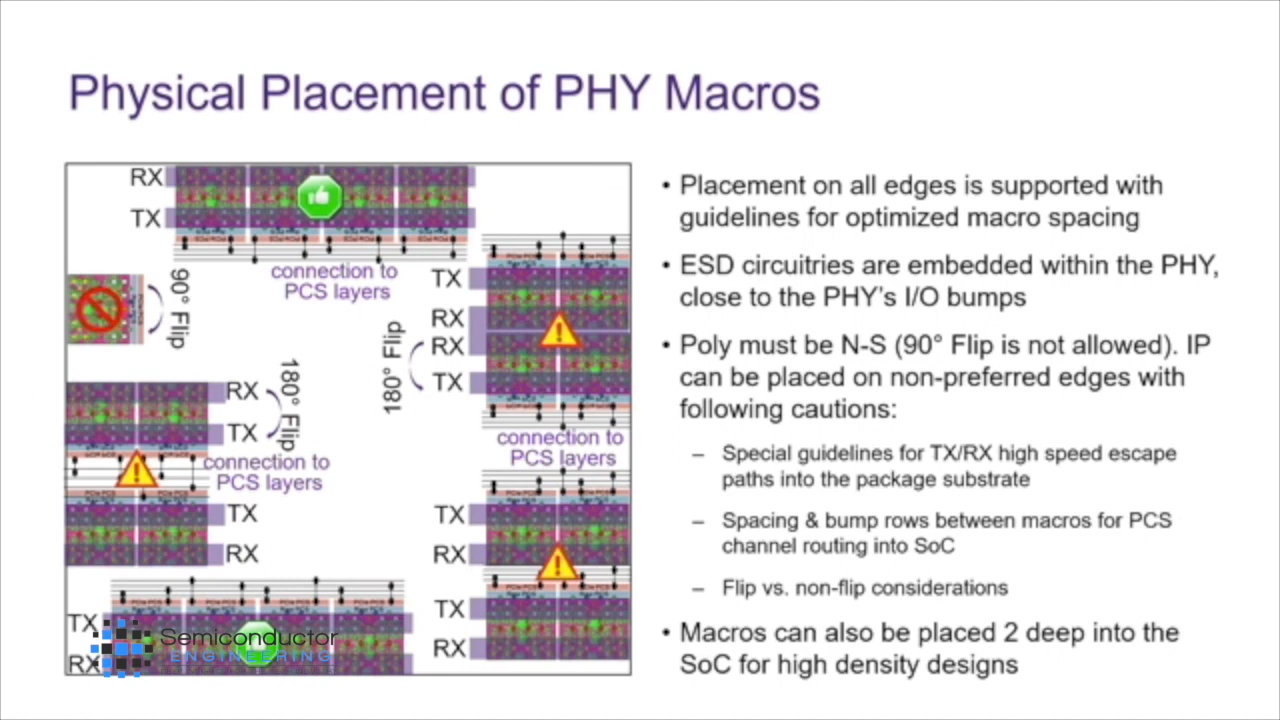 Physical Placement of PHY Macros
RX
TX
connection to
PCS layers
90° Flip
180° Flip
RX
TX
connection to
PCS layers
TX
RX
TX
RX
RX
TX
180° Flip
connection to
PCS layers
TX
RX
TX
RX
TX
RX
Semiconductor
ENGINEERING
• Placement on all edges is supported with
guidelines for optimized macro spacing
• ESD circuitries are embedded within the PHY,
close to the PHY's I/O bumps
• Poly must be N-S (90° Flip is not allowed). IP
can be placed on non-preferred edges with
following cautions:
– Special guidelines for TX/RX high speed escape
paths into the package substrate
– Spacing & bump rows between macros for PCS
channel routing into SoC
– Flip vs. non-flip considerations
• Macros can also be placed 2 deep into the
SoC for high density designs